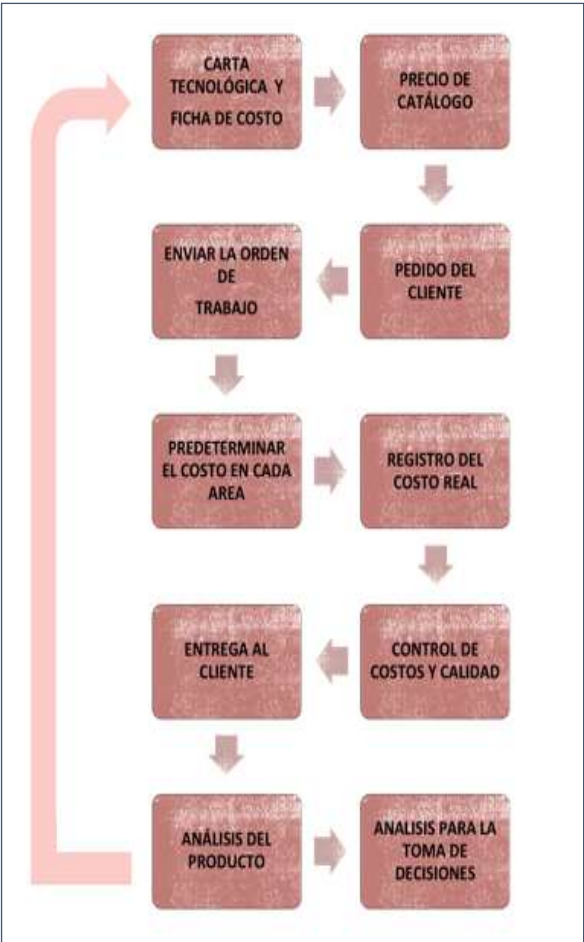 CARTA
TECNOLÓGICA Y
FICHA DE COSTO
PRECIO DE
CATÁLOGO
PEDIDO DEL
CLIENTE
ENVIAR LA ORDEN
DE
TRABAJO
PREDETERMINAR
EL COSTO EN CADA
AREA
REGISTRO DEL
COSTO REAL
CONTROL DE
COSTOS Y CALIDAD
ENTREGA AL
CLIENTE
ANÁLISIS DEL
PRODUCTO
ANALISIS PARA LA
TOMA DE
DECISIONES